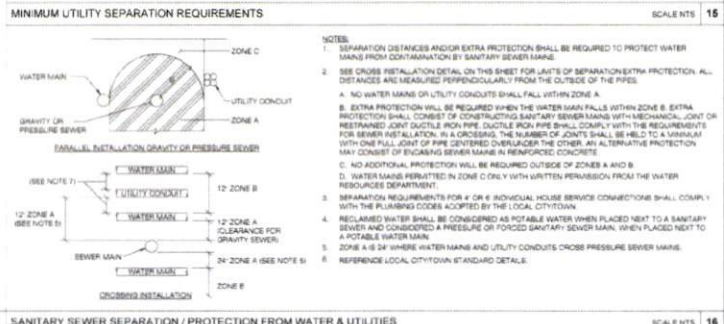 MINIMUM UTILITY SEPARATION REQUIREMENTS
SCALE NTS 15
ZONE C
WATER MAIN
UTILITY CONDUIT
GRAVITY OR
PRESSURE SEWER
ZONE A
PARALLEL INSTALLATION GRAVITY OR PRESSURE SEWER
WATER MAIN
(SEE NOTE 7)
12" ZONE B
UTILITY CONDUIT
12" ZONE A
(SEE NOTE 5)
WATER MAIN
12" ZONE A
(CLEARANCE FOR
GRAVITY SEWER)
SEWER MAIN
24" ZONE A (SEE NOTE 5)
WATER MAIN
ZONE B
CROSSING INSTALLATION
NOTES:
1. SEPARATION DISTANCES AND/OR EXTRA PROTECTION SHALL BE REQUIRED TO PROTECT WATER
MAINS FROM CONTAMINATION BY SANITARY SEWER MAINS.
2. SEE CROSS INSTALLATION DETAIL ON THIS SHEET FOR LIMITS OF SEPARATION EXTRA PROTECTION. ALL
DISTANCES ARE MEASURED PERPENDICULARLY FROM THE OUTSIDE OF THE PIPES.
A. NO WATER MAINS OR UTILITY CONDUITS SHALL FALL WITHIN ZONE A.
B. EXTRA PROTECTION WILL BE REQUIRED WHEN THE WATER MAIN FALLS WITHIN ZONE B. EXTRA
PROTECTION SHALL CONSIST OF CONSTRUCTING SANITARY SEWER MAINS WITH MECHANICAL JOINT OR
RESTRAINED JOINT DUCTILE IRON PIPE. DUCTILE IRON PIPE SHALL COMPLY WITH THE REQUIREMENTS
FOR SEWER INSTALLATION. IN A CROSSING, THE NUMBER OF JOINTS SHALL BE HELD TO A MINIMUM
WITH ONE FULL JOINT OF PIPE CENTERED OVER/UNDER THE OTHER. AN ALTERNATIVE PROTECTION
MAY CONSIST OF ENCASING SEWER MAINS IN REINFORCED CONCRETE.
C. NO ADDITIONAL PROTECTION WILL BE REQUIRED OUTSIDE OF ZONES A AND B.
D. WATER MAINS PERMITTED IN ZONE C ONLY WITH WRITTEN PERMISSION FROM THE WATER
RESOURCES DEPARTMENT.
3. SEPARATION REQUIREMENTS FOR 4" OR 6" INDIVIDUAL HOUSE SERVICE CONNECTIONS SHALL COMPLY
WITH THE PLUMBING CODES ADOPTED BY THE LOCAL CITY/TOWN.
4. RECLAIMED WATER SHALL BE CONSIDERED AS POTABLE WATER WHEN PLACED NEXT TO A SANITARY
SEWER AND CONSIDERED A PRESSURE OR FORCED SANITARY SEWER MAIN, WHEN PLACED NEXT TO
A POTABLE WATER MAIN.
5. ZONE A IS 24" WHERE WATER MAINS AND UTILITY CONDUITS CROSS PRESSURE SEWER MAINS.
6. REFERENCE LOCAL CITY/TOWN STANDARD DETAILS.
SANITARY SEWER SEPARATION / PROTECTION FROM WATER & UTILITIES
SCALE NTS 16